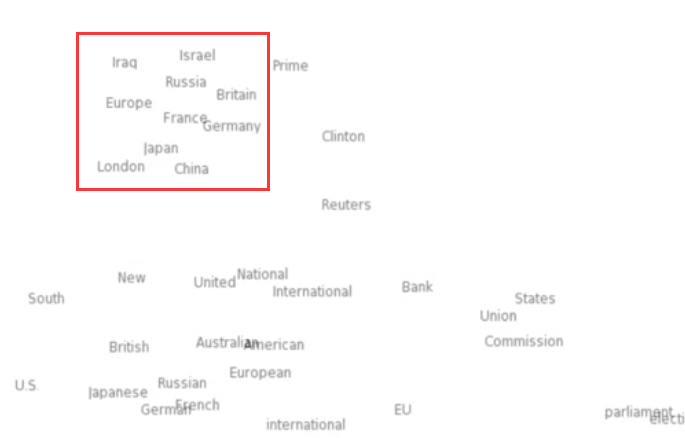 Israel
Iraq
Prime
Russia
Britain
Europe
France
Germany
Clinton
Japan
London
China
Reuters
National
New
United
International
Bank
South
States
Union
Commission
British
Australian
American
European
U.S.
Russian
Japanese
French
German
EU
parliament
electi
international